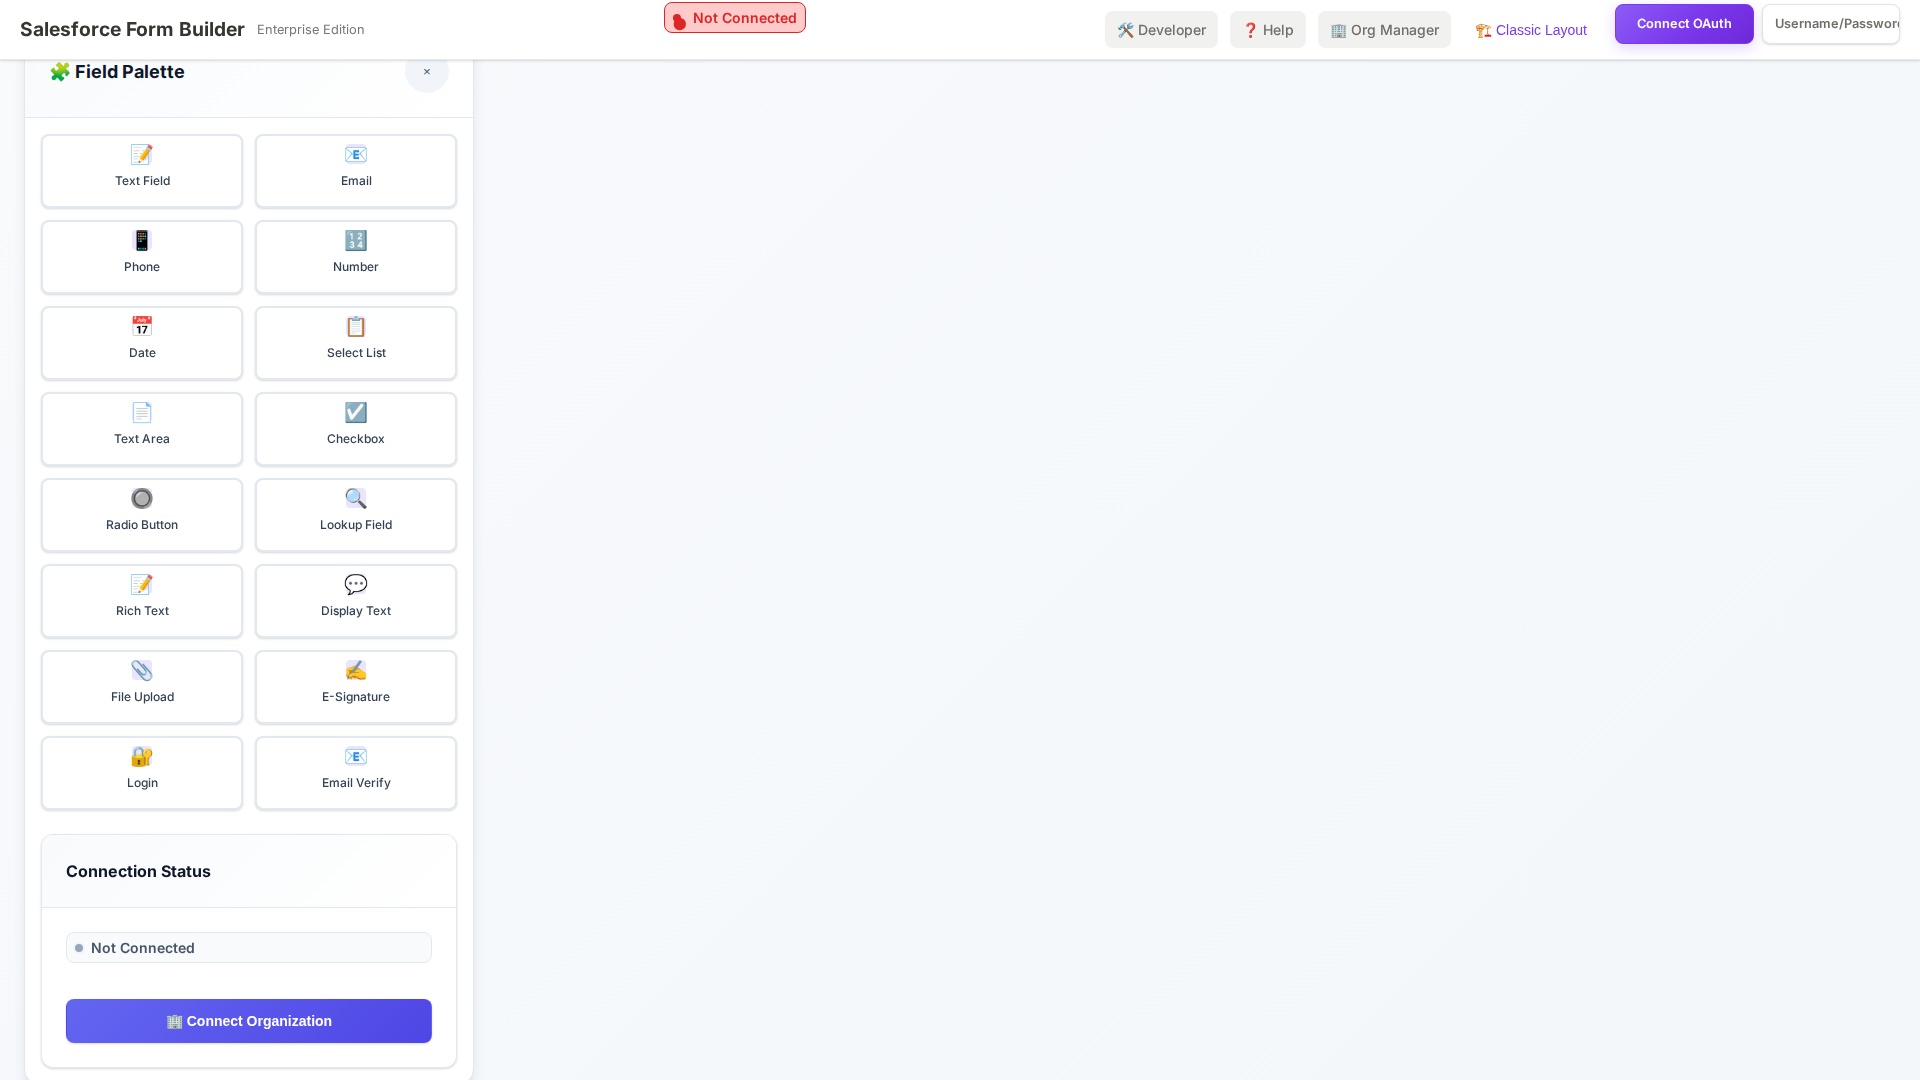 Salesforce Form Builder Enterprise Edition
Not Connected
🛠️ Developer
❓ Help
🏢 Org Manager
🏗️ Classic Layout
Connect OAuth
Username/Passwor
🧩 Field Palette
×
Text Field
Email
Phone
Number
Date
Select List
Text Area
Checkbox
Radio Button
Lookup Field
Rich Text
Display Text
File Upload
E-Signature
Login
Email Verify
Connection Status
Not Connected
🏢 Connect Organization